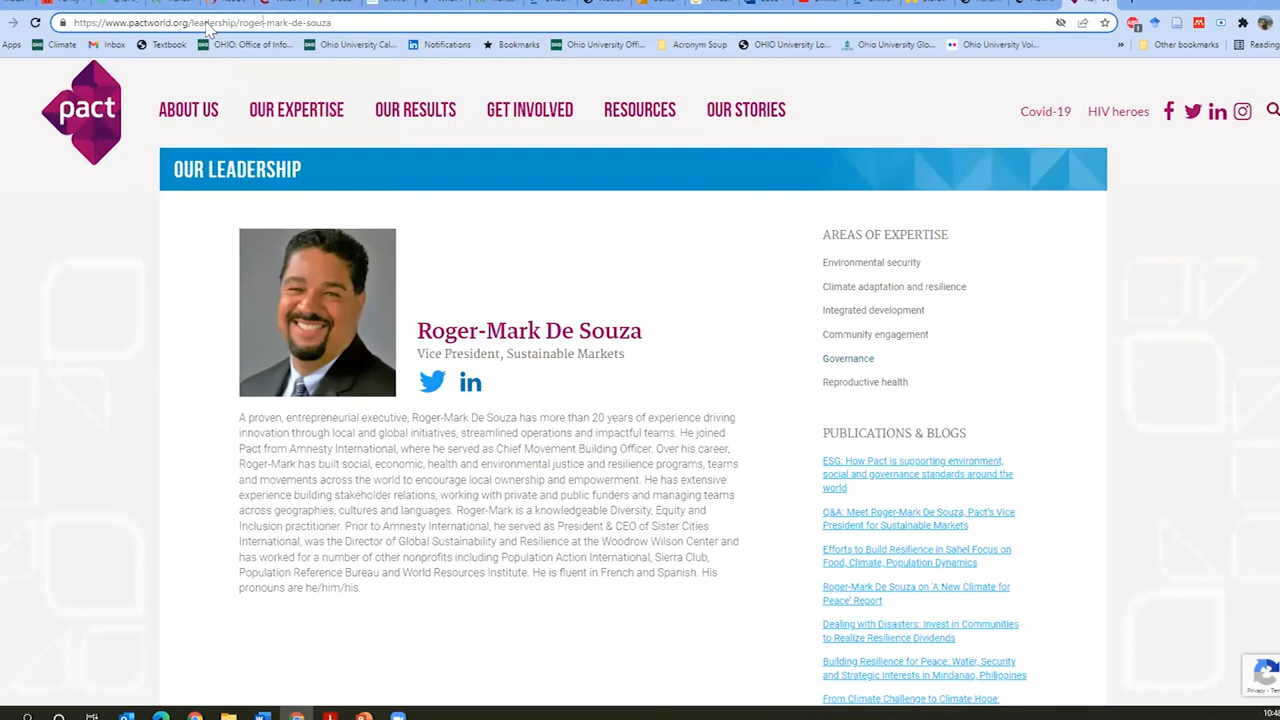 https://www.pactworld.org/leadership/roger-mark-de-souza
Apps Climate Inbox Textbook OHIO: Office of Info... Ohio University Cal... Notifications Bookmarks Ohio University Offi... Acronym Soup OHIO University Lo... Ohio University Glo... Ohio University Voi... » Other bookmarks Reading
pact
ABOUT US OUR EXPERTISE OUR RESULTS GET INVOLVED RESOURCES OUR STORIES
Covid-19 HIV heroes
OUR LEADERSHIP
Roger-Mark De Souza
Vice President, Sustainable Markets
A proven, entrepreneurial executive, Roger-Mark De Souza has more than 20 years of experience driving
innovation through local and global initiatives, streamlined operations and impactful teams. He joined
Pact from Amnesty International, where he served as Chief Movement Building Officer. Over his career,
Roger-Mark has built social, economic, health and environmental justice and resilience programs, teams
and movements across the world to encourage local ownership and empowerment. He has extensive
experience building stakeholder relations, working with private and public funders and managing teams
across geographies, cultures and languages. Roger-Mark is a knowledgeable Diversity, Equity and
Inclusion practitioner. Prior to Amnesty International, he served as President & CEO of Sister Cities
International, was the Director of Global Sustainability and Resilience at the Woodrow Wilson Center and
has worked for a number of other nonprofits including Population Action International, Sierra Club,
Population Reference Bureau and World Resources Institute. He is fluent in French and Spanish. His
pronouns are he/him/his.
AREAS OF EXPERTISE
Environmental security
Climate adaptation and resilience
Integrated development
Community engagement
Governance
Reproductive health
PUBLICATIONS & BLOGS
ESG: How Pact is supporting environment,
social and governance standards around the
world
Q&A: Meet Roger-Mark De Souza, Pact's Vice
President for Sustainable Markets
Efforts to Build Resilience in Sahel Focus on
Food, Climate, Population Dynamics
Roger-Mark De Souza on 'A New Climate for
Peace' Report
Dealing with Disasters: Invest in Communities
to Realize Resilience Dividends
Building Resilience for Peace: Water, Security
and Strategic Interests in Mindanao, Philippines
From Climate Challenge to Climate Hope: